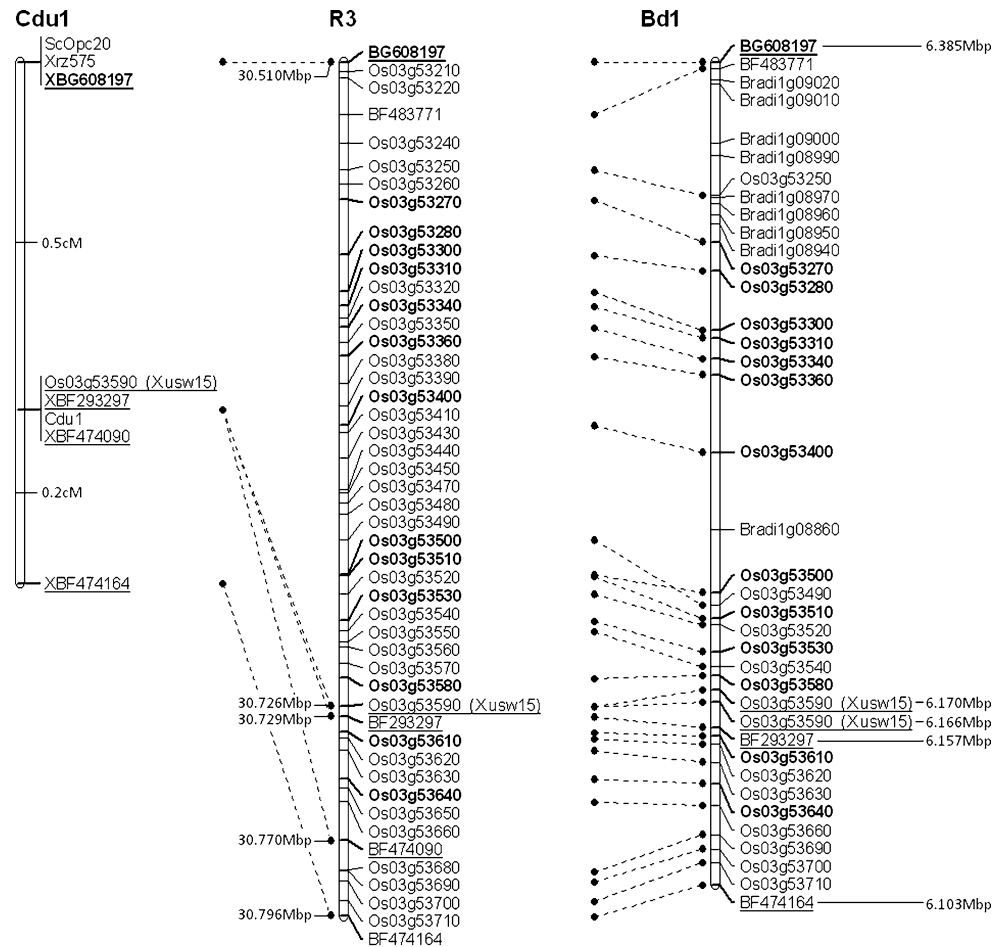 Cdu1
ScOpc20
Xrz575
XBG608197
0.5cM
Os03g53590 (Xusw15)
XBF293297
Cdu1
XBF474090
0.2cM
XBF474164
R3
30.510Mbp
BG608197
Os03g53210
Os03g53220
BF483771
Os03g53240
Os03g53250
Os03g53260
Os03g53270
Os03g53280
Os03g53300
Os03g53310
Os03g53320
Os03g53340
Os03g53350
Os03g53360
Os03g53380
Os03g53390
Os03g53400
Os03g53410
Os03g53430
Os03g53440
Os03g53450
Os03g53470
Os03g53480
Os03g53490
Os03g53500
Os03g53510
Os03g53520
Os03g53530
Os03g53540
Os03g53550
Os03g53560
Os03g53570
Os03g53580
30.726Mbp
Os03g53590 (Xusw15)
30.729Mbp
BF293297
Os03g53610
Os03g53620
Os03g53630
Os03g53640
Os03g53650
Os03g53660
30.770Mbp
BF474090
Os03g53680
Os03g53690
Os03g53700
30.796Mbp
Os03g53710
BF474164
Bd1
BG608197 6.385Mbp
BF483771
Bradi1g09020
Bradi1g09010
Bradi1g09000
Bradi1g08990
Os03g53250
Bradi1g08970
Bradi1g08960
Bradi1g08950
Bradi1g08940
Os03g53270
Os03g53280
Os03g53300
Os03g53310
Os03g53340
Os03g53360
Os03g53400
Bradi1g08860
Os03g53500
Os03g53490
Os03g53510
Os03g53520
Os03g53530
Os03g53540
Os03g53580
Os03g53590 (Xusw15) 6.170Mbp
Os03g53590 (Xusw15) 6.166Mbp
BF293297 6.157Mbp
Os03g53610
Os03g53620
Os03g53630
Os03g53640
Os03g53660
Os03g53690
Os03g53700
Os03g53710
BF474164 6.103Mbp